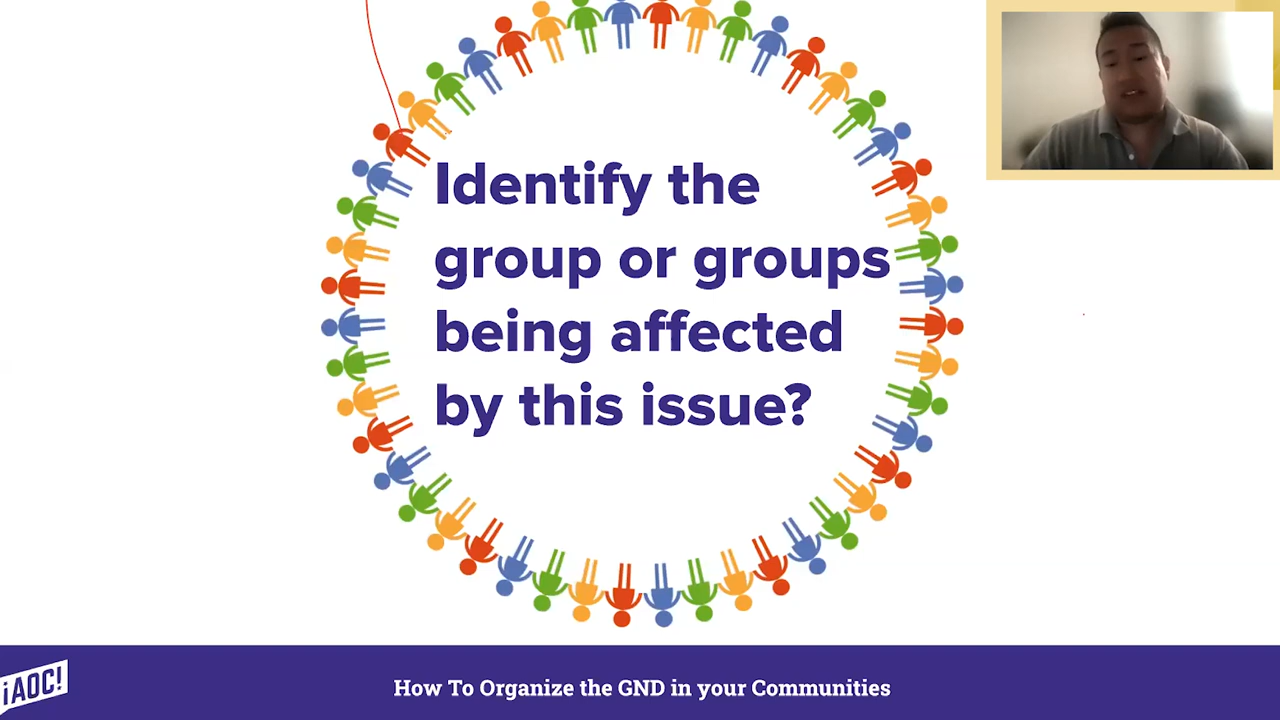 Identify the
group or groups
being affected
by this issue?
¡AOC!
How To Organize the GND in your Communities